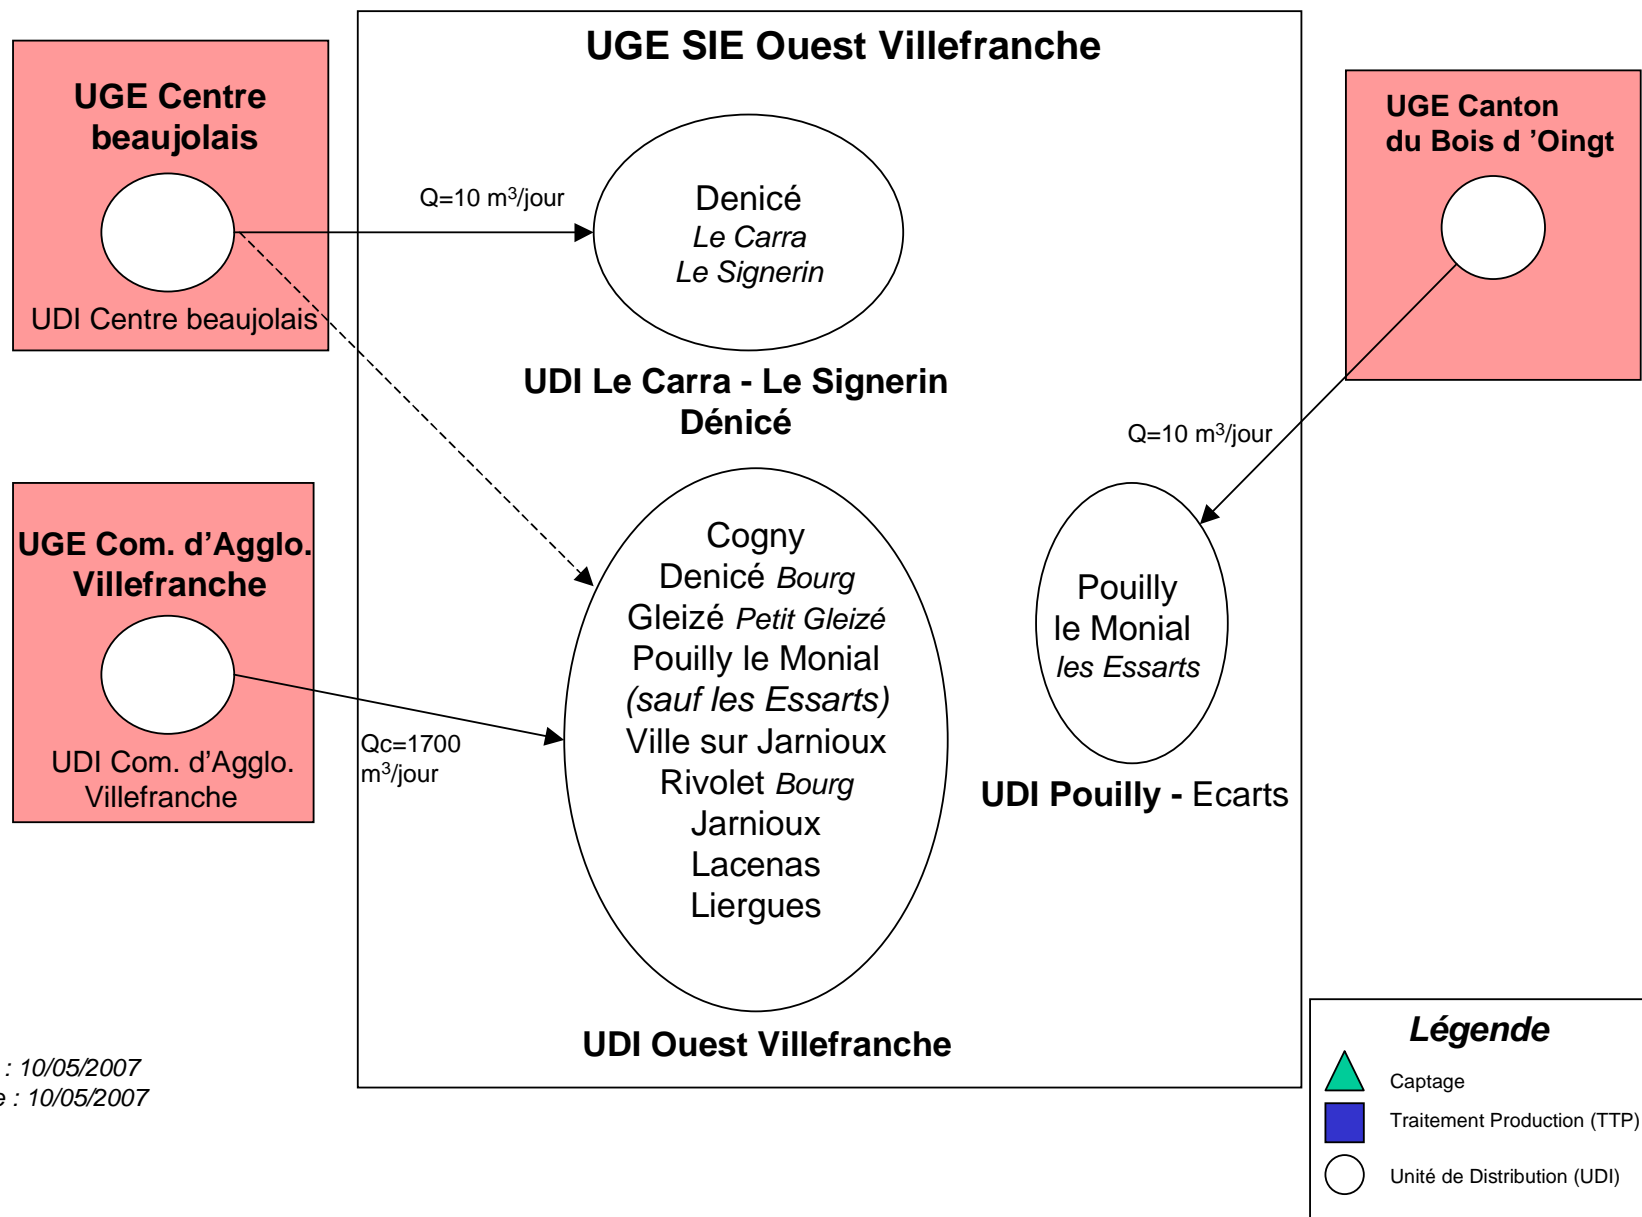 UGE SIE Ouest Villefranche
UGE Centre
beaujolais
UDI Centre beaujolais
Q=10 m³/jour
Denicé
Le Carra
Le Signerin
UDI Le Carra - Le Signerin
Dénicé
UGE Canton
du Bois d ’Oingt
Q=10 m³/jour
UGE Com. d’Agglo.
Villefranche
UDI Com. d’Agglo.
Villefranche
Qc=1700
m³/jour
Cogny
Denicé Bourg
Gleizé Petit Gleizé
Pouilly le Monial
(sauf les Essarts)
Ville sur Jarnioux
Rivolet Bourg
Jarnioux
Lacenas
Liergues
UDI Ouest Villefranche
Pouilly
le Monial
les Essarts
UDI Pouilly - Ecarts
: 10/05/2007
e : 10/05/2007
Légende
Captage
Traitement Production (TTP)
Unité de Distribution (UDI)